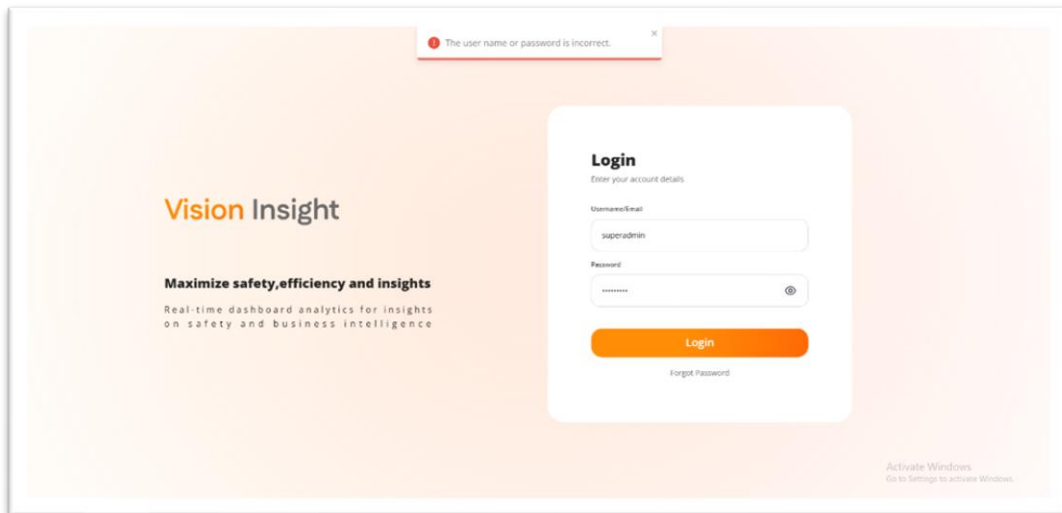 The user name or password is incorrect.
Login
Enter your account details
Username/Email
superadmin
Password
Login
Forgot Password
Vision Insight
Maximize safety,efficiency and insights
Real-time dashboard analytics for insights
on safety and business intelligence
Activate Windows
Go to Settings to activate Windows.